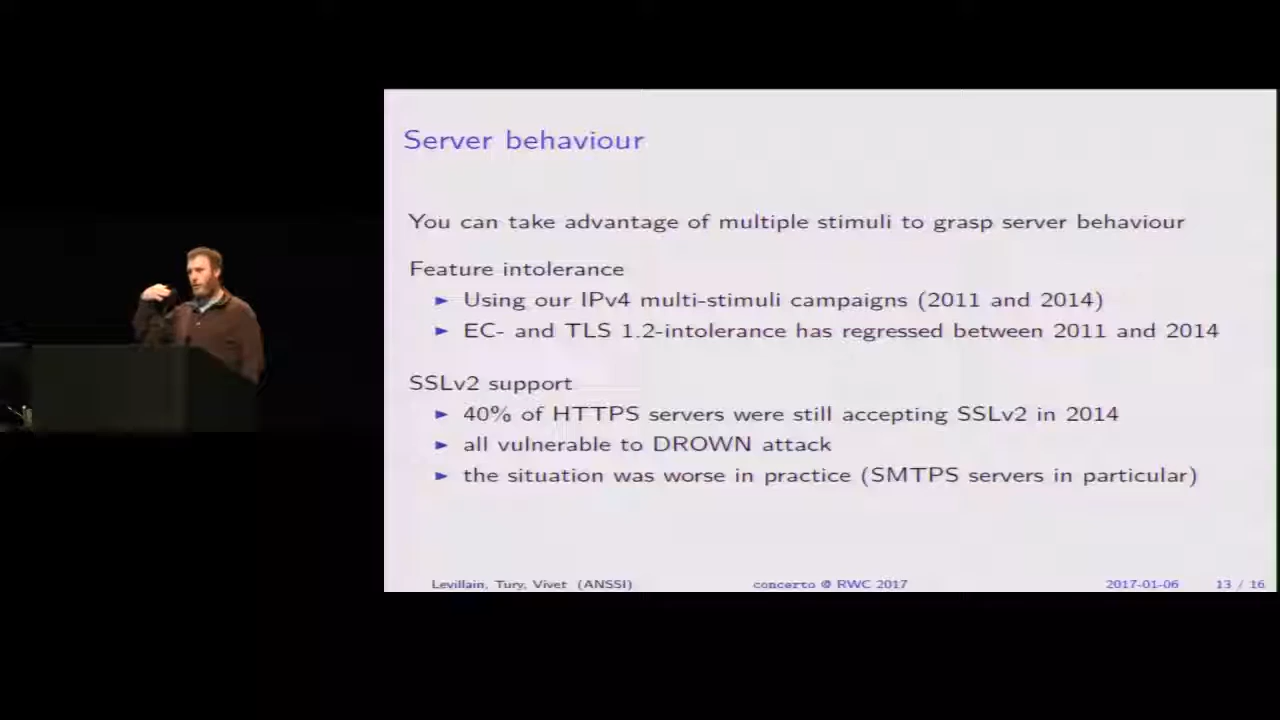 Server behaviour
You can take advantage of multiple stimuli to grasp server behaviour
Feature intolerance
► Using our IPv4 multi-stimuli campaigns (2011 and 2014)
► EC- and TLS 1.2-intolerance has regressed between 2011 and 2014
SSLv2 support
► 40% of HTTPS servers were still accepting SSLv2 in 2014
► all vulnerable to DROWN attack
► the situation was worse in practice (SMTPS servers in particular)
Levillain, Tury, Vivet (ANSSI) concerto @ RWC 2017 2017-01-06 13 / 16